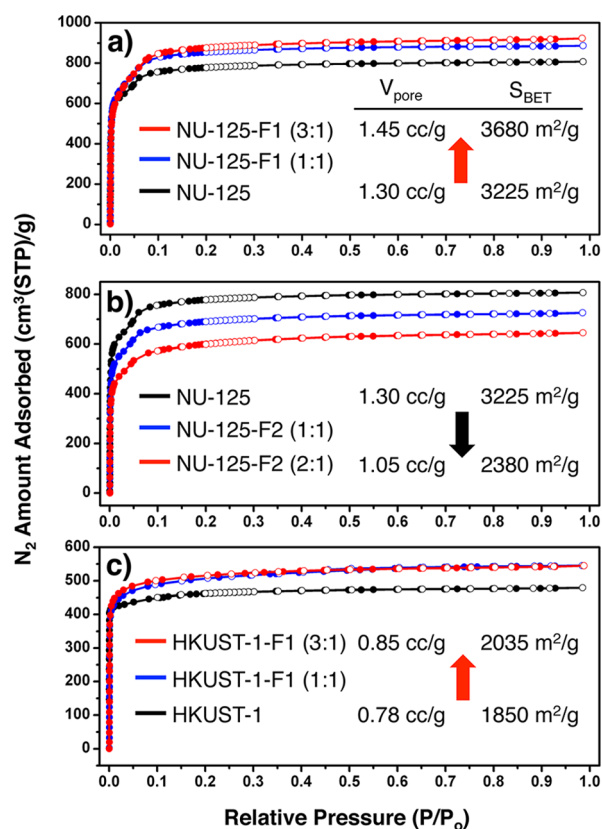 N2 Amount Adsorbed (cm3(STP)/g)
a)
1000
800
600
400
200
0
Vpore SBET
NU-125-F1 (3:1) 1.45 cc/g 3680 m2/g
NU-125-F1 (1:1)
NU-125 1.30 cc/g 3225 m2/g
0.0 0.1 0.2 0.3 0.4 0.5 0.6 0.7 0.8 0.9 1.0
b)
800
600
400
200
0
NU-125 1.30 cc/g 3225 m2/g
NU-125-F2 (1:1)
NU-125-F2 (2:1) 1.05 cc/g 2380 m2/g
0.0 0.1 0.2 0.3 0.4 0.5 0.6 0.7 0.8 0.9 1.0
c)
600
500
400
300
200
100
0
HKUST-1-F1 (3:1) 0.85 cc/g 2035 m2/g
HKUST-1-F1 (1:1)
HKUST-1 0.78 cc/g 1850 m2/g
0.0 0.1 0.2 0.3 0.4 0.5 0.6 0.7 0.8 0.9 1.0
Relative Pressure (P/Po)